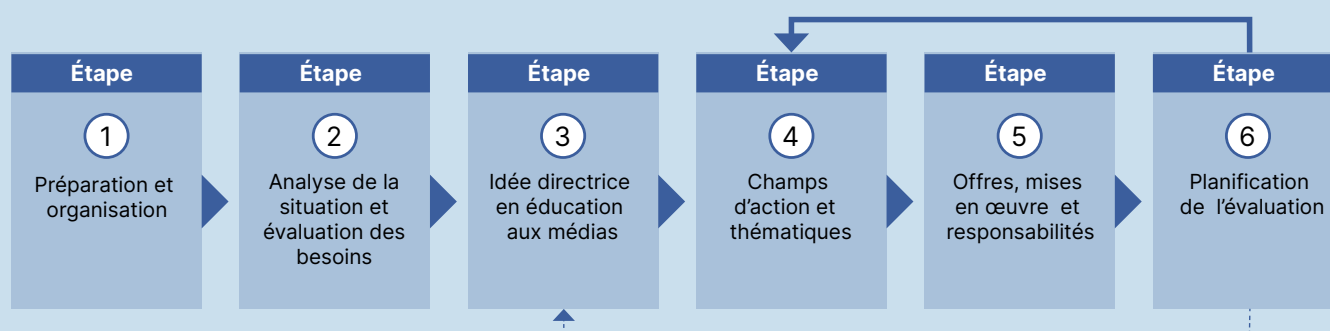 Étape
1
Préparation et
organisation
Étape
2
Analyse de la
situation et
évaluation des
besoins
Étape
3
Idée directrice
en éducation
aux médias
Étape
4
Champs
d’action et
thématiques
Étape
5
Offres, mises
en œuvre et
responsabilités
Étape
6
Planification
de l’évaluation